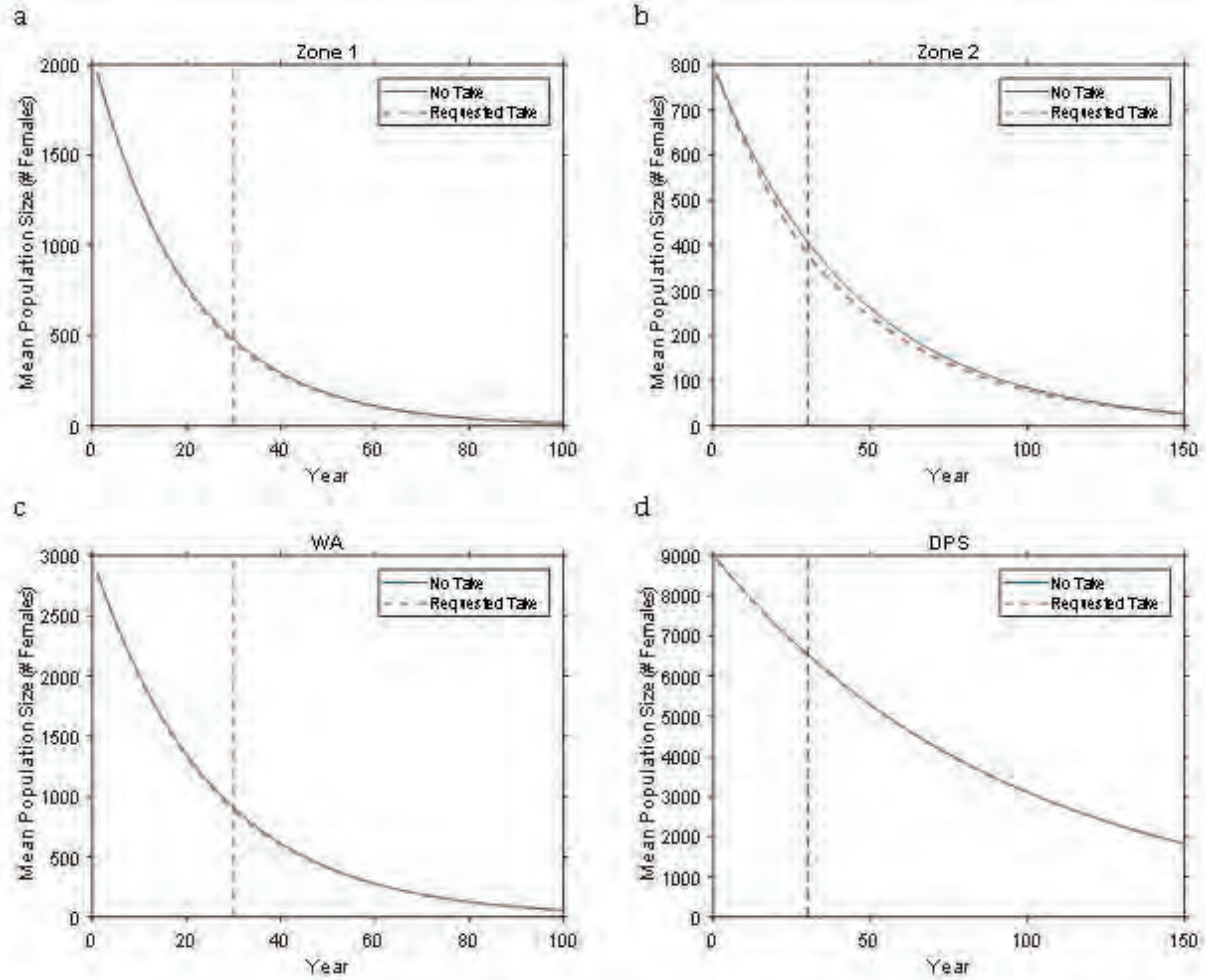 a
Zone 1
Mean Population Size (# Females)
2000
1500
1000
500
0
No Take
Requested Take
0 20 40 60 80 100
Year
b
Zone 2
Mean Population Size (# Females)
800
700
600
500
400
300
200
100
0
No Take
Requested Take
0 50 100 150
Year
c
WA
Mean Population Size (# Females)
3000
2500
2000
1500
1000
500
0
No Take
Requested Take
0 20 40 60 80 100
Year
d
DPS
Mean Population Size (# Females)
9000
8000
7000
6000
5000
4000
3000
2000
1000
0
No Take
Requested Take
0 50 100 150
Year